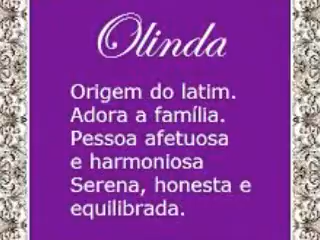 Olinda
Origem do latim.
Adora a família.
Pessoa afetuosa
e harmoniosa
Serena, honesta e
equilibrada.